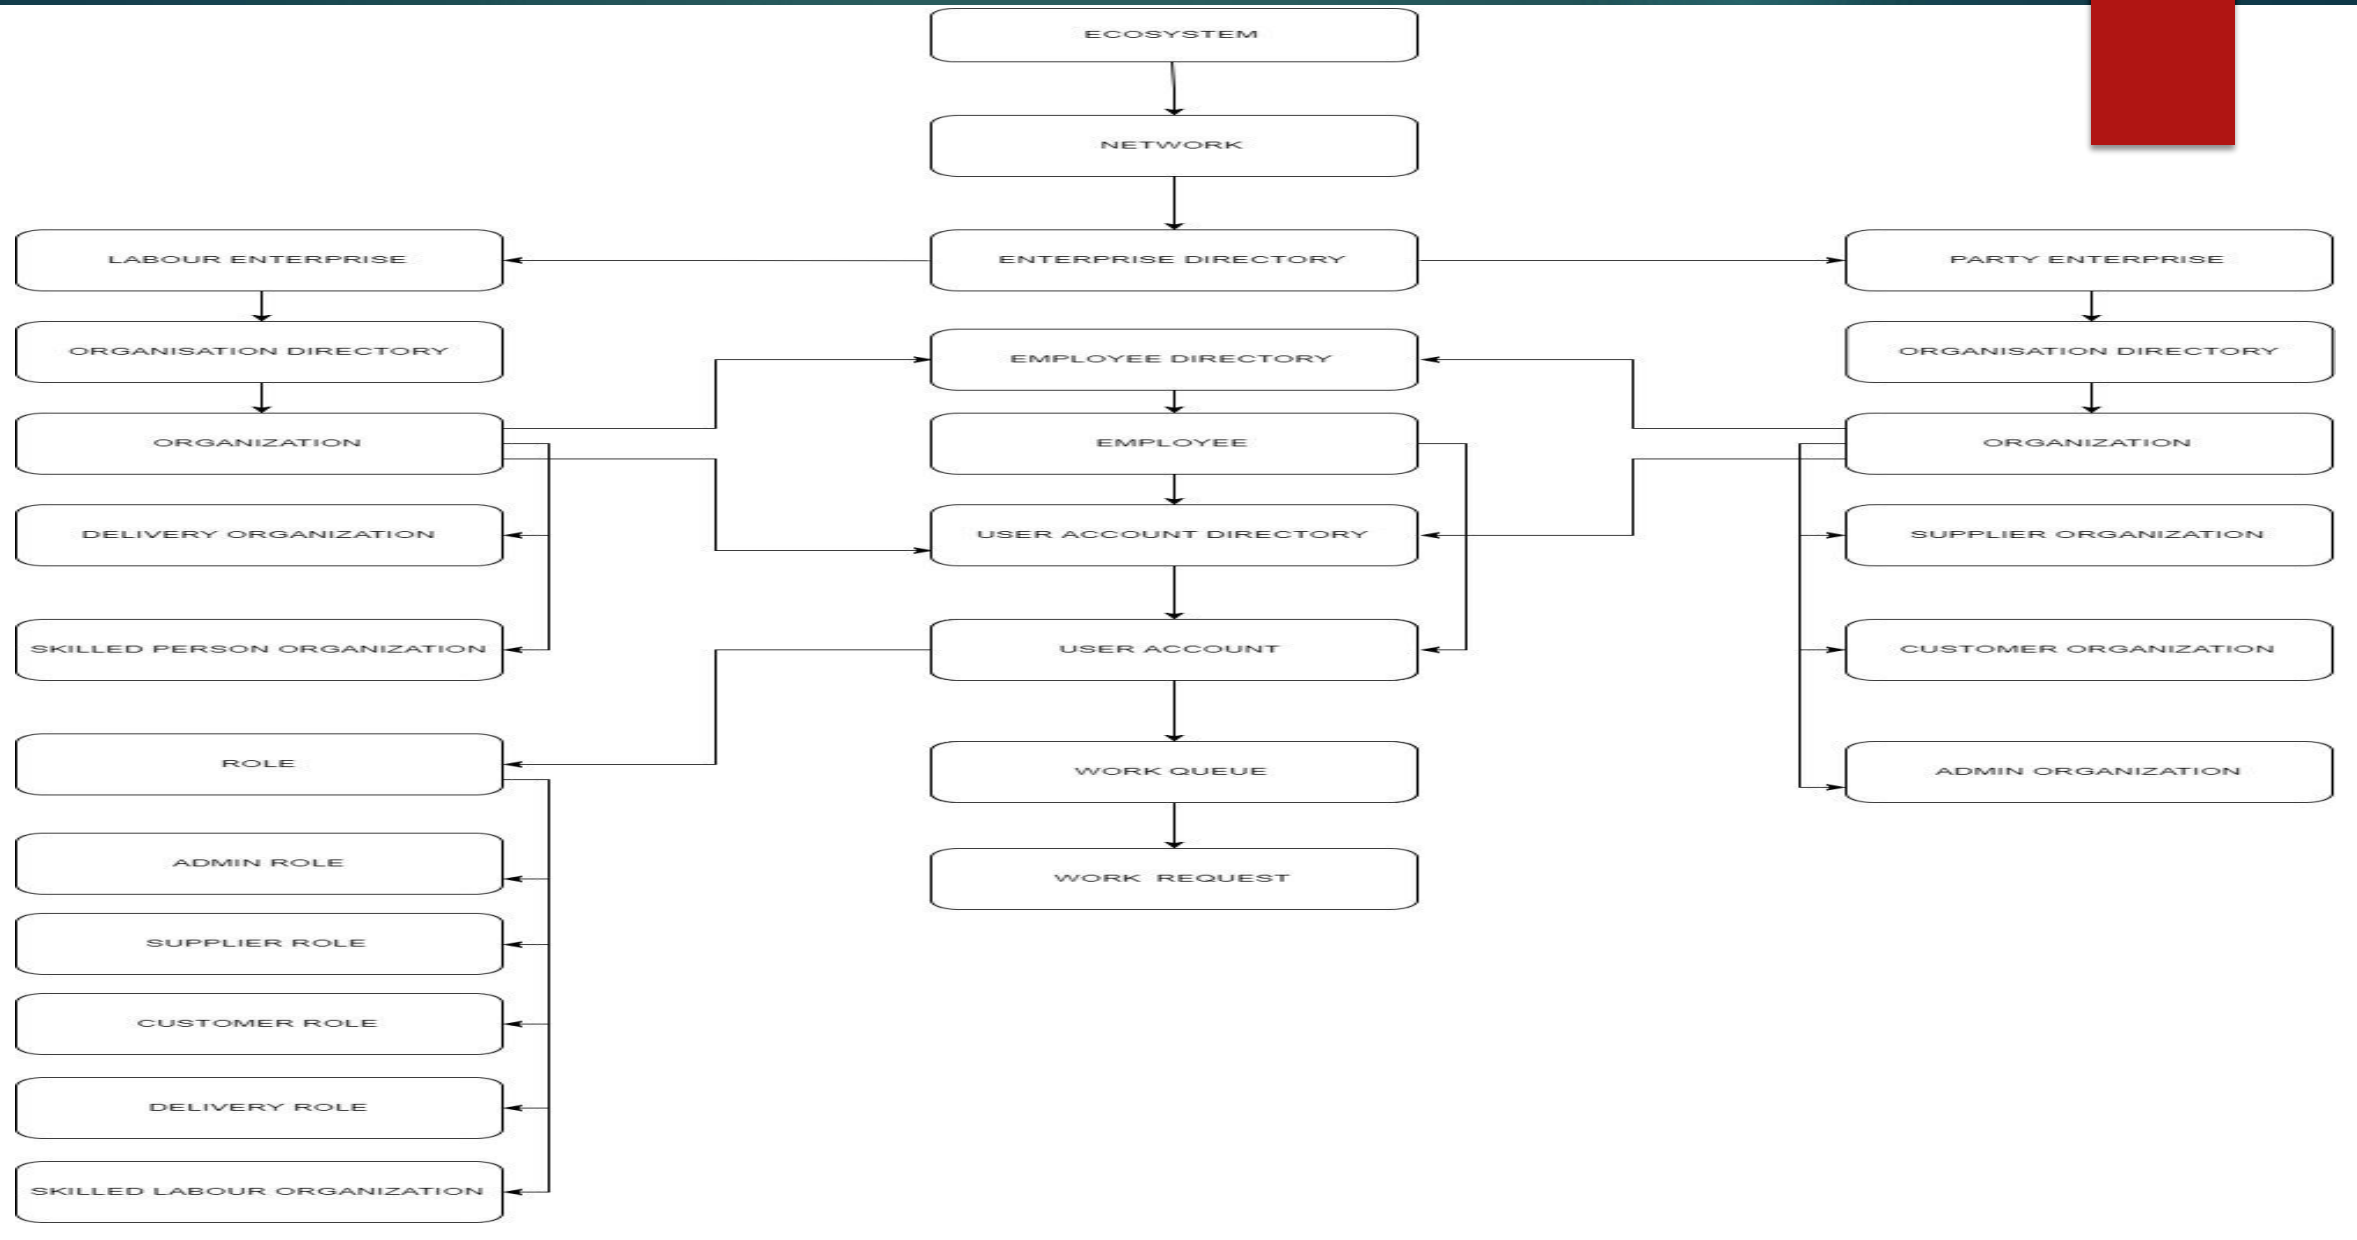 ECOSYSTEM
NETWORK
LABOUR ENTERPRISE
ENTERPRISE DIRECTORY
PARTY ENTERPRISE
ORGANISATION DIRECTORY
EMPLOYEE DIRECTORY
ORGANISATION DIRECTORY
ORGANIZATION
EMPLOYEE
ORGANIZATION
DELIVERY ORGANIZATION
USER ACCOUNT DIRECTORY
SUPPLIER ORGANIZATION
SKILLED PERSON ORGANIZATION
USER ACCOUNT
CUSTOMER ORGANIZATION
ROLE
WORK QUEUE
ADMIN ORGANIZATION
ADMIN ROLE
WORK REQUEST
SUPPLIER ROLE
CUSTOMER ROLE
DELIVERY ROLE
SKILLED LABOUR ORGANIZATION